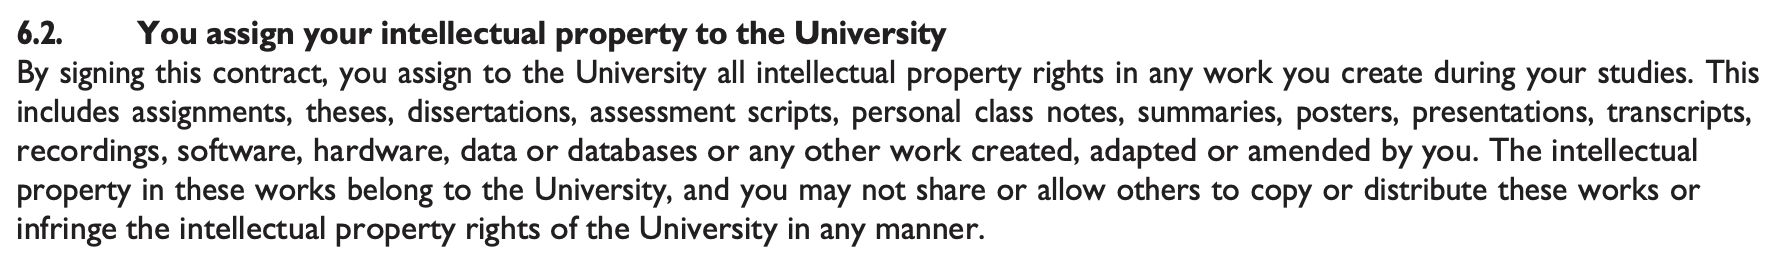 6.2. You assign your intellectual property to the University
By signing this contract, you assign to the University all intellectual property rights in any work you create during your studies. This
includes assignments, theses, dissertations, assessment scripts, personal class notes, summaries, posters, presentations, transcripts,
recordings, software, hardware, data or databases or any other work created, adapted or amended by you. The intellectual
property in these works belong to the University, and you may not share or allow others to copy or distribute these works or
infringe the intellectual property rights of the University in any manner.